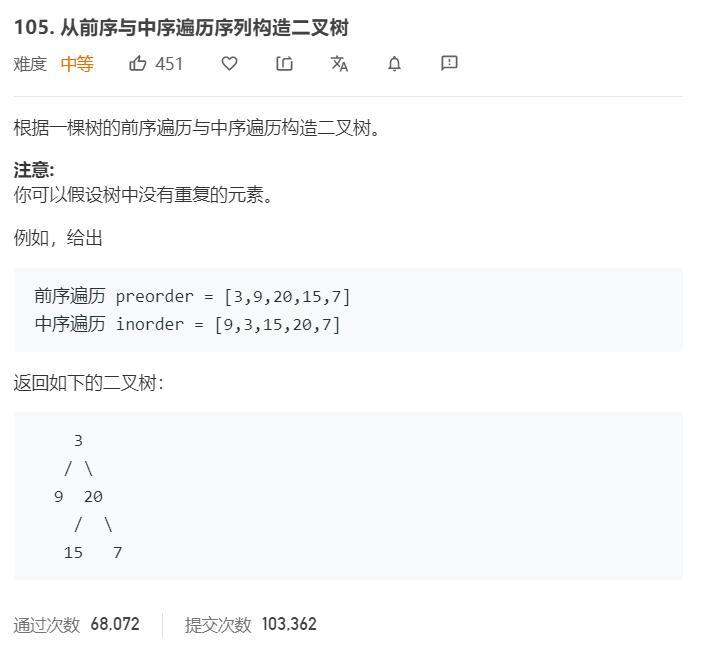 105. 从前序与中序遍历序列构造二叉树
难度 中等 451
根据一棵树的前序遍历与中序遍历构造二叉树。
注意:
你可以假设树中没有重复的元素。
例如，给出
前序遍历 preorder = [3,9,20,15,7]
中序遍历 inorder = [9,3,15,20,7]
返回如下的二叉树：
3
/ \
9 20
/ \
15 7
通过次数 68,072 提交次数 103,362